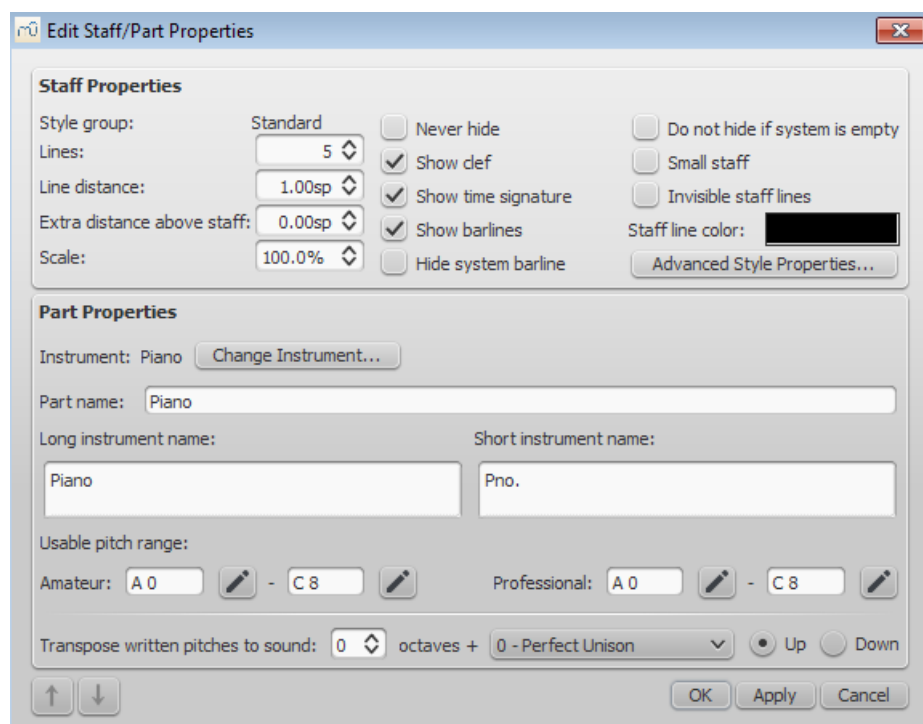 Edit Staff/Part Properties
Staff Properties
Style group: Standard
Lines: 5
Line distance: 1.00sp
Extra distance above staff: 0.00sp
Scale: 100.0%
Never hide
Show clef
Show time signature
Show barlines
Hide system barline
Do not hide if system is empty
Small staff
Invisible staff lines
Staff line color:
Advanced Style Properties...
Part Properties
Instrument: Piano Change Instrument...
Part name: Piano
Long instrument name:
Piano
Short instrument name:
Pno.
Usable pitch range:
Amateur: A 0 - C 8 Professional: A 0 - C 8
Transpose written pitches to sound: 0 octaves + 0 - Perfect Unison Up Down
OK Apply Cancel